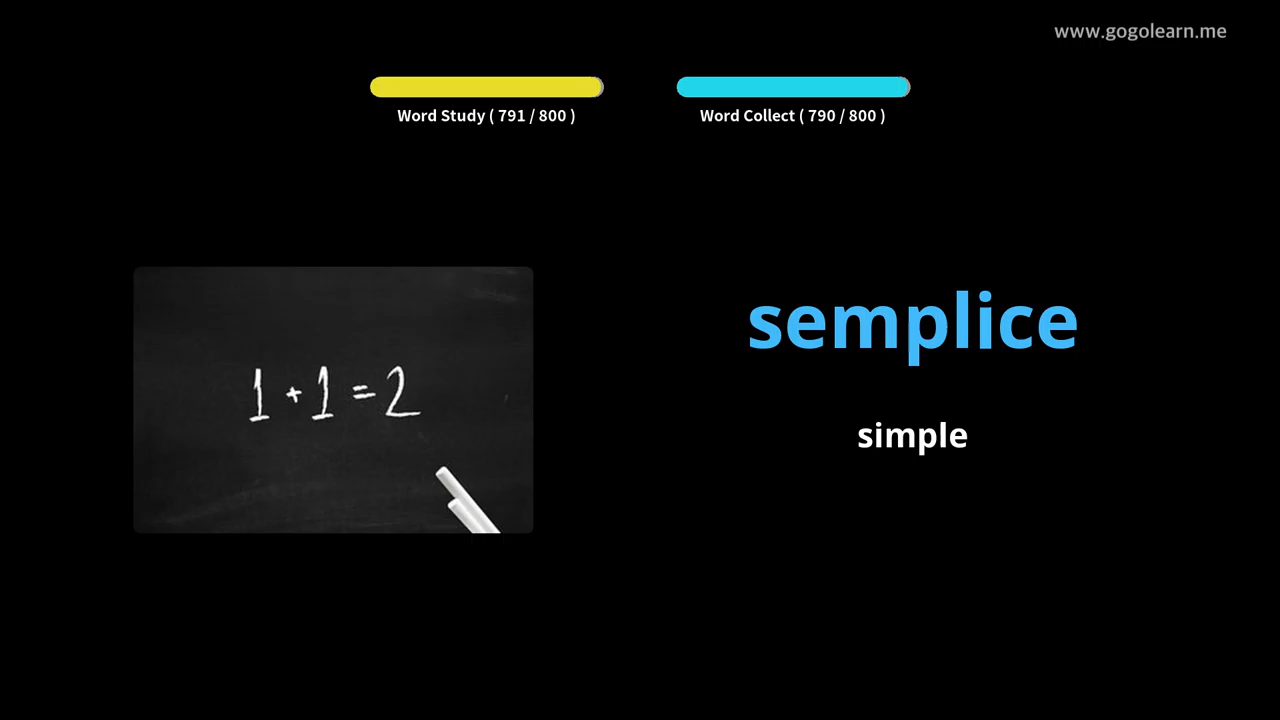 www.gogolearn.me
Word Study ( 791 / 800 )
Word Collect ( 790 / 800 )
1 + 1 = 2
semplice
simple